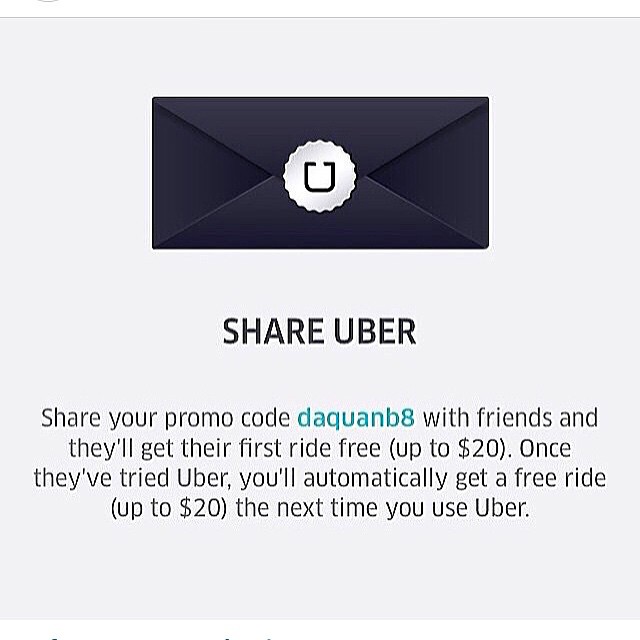 SHARE UBER
Share your promo code daquanb8 with friends and
they'll get their first ride free (up to $20). Once
they've tried Uber, you'll automatically get a free ride
(up to $20) the next time you use Uber.